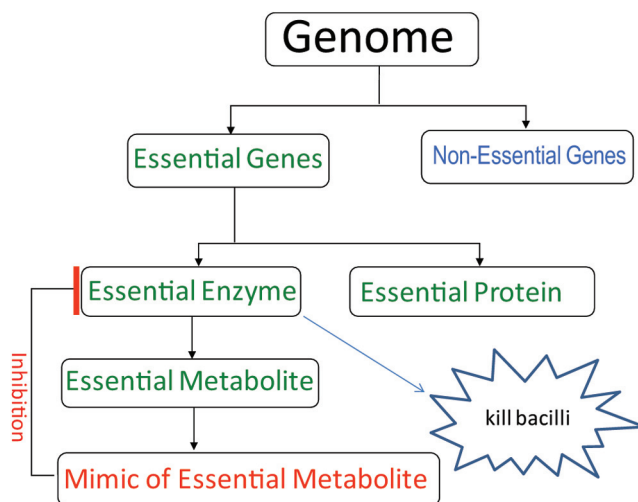 Genome
Essential Genes
Non-Essential Genes
Essential Enzyme
Essential Protein
Essential Metabolite
kill bacilli
Inhibition
Mimic of Essential Metabolite